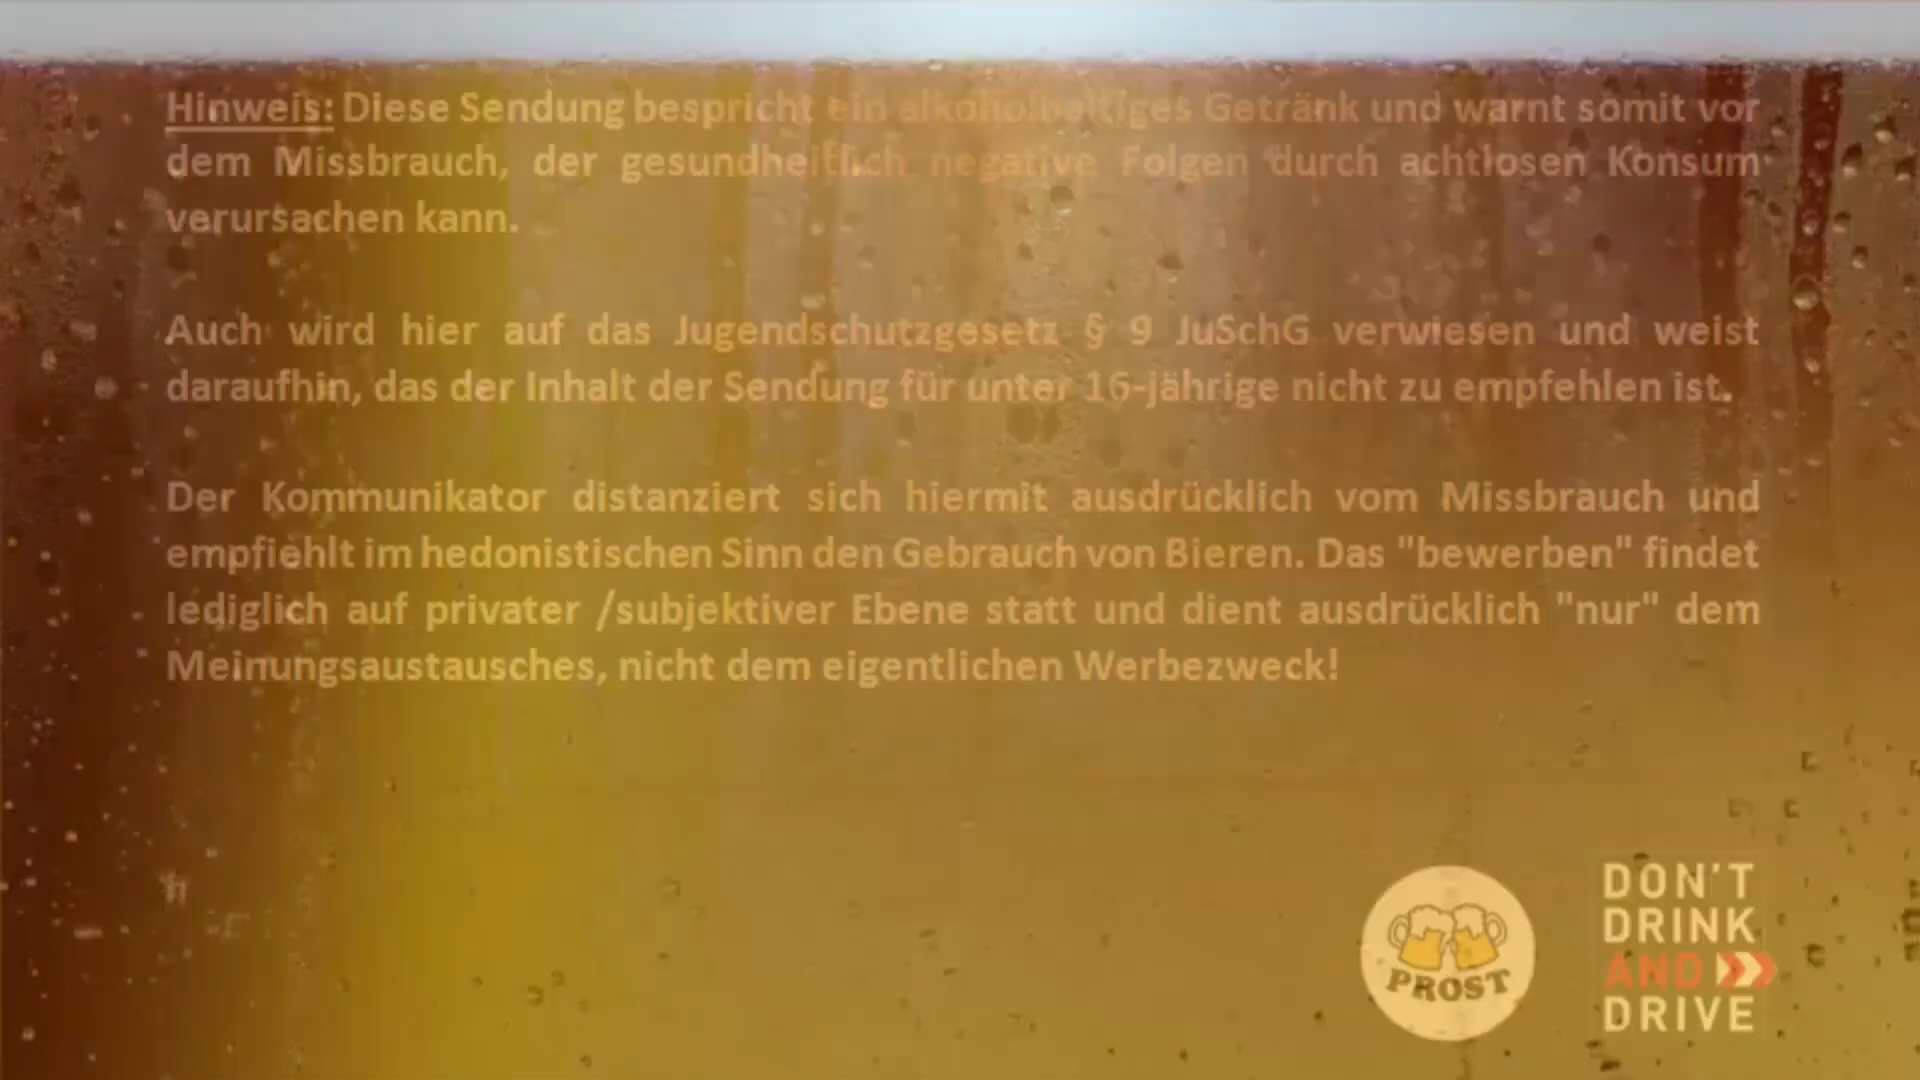 Hinweis: Diese Sendung bespricht ein alkoholhaltiges Getränk und warnt somit vor
dem Missbrauch, der gesundheitlich negative Folgen durch achtlosen Konsum
verursachen kann.
Auch wird hier auf das Jugendschutzgesetz § 9 JuSchG verwiesen und weist
daraufhin, das der Inhalt der Sendung für unter 16-jährige nicht zu empfehlen ist.
Der Kommunikator distanziert sich hiermit ausdrücklich vom Missbrauch und
empfiehlt im hedonistischen Sinn den Gebrauch von Bieren. Das "bewerben" findet
lediglich auf privater /subjektiver Ebene statt und dient ausdrücklich "nur" dem
Meinungsaustausches, nicht dem eigentlichen Werbezweck!
PROST
DON'T
DRINK
AND
DRIVE